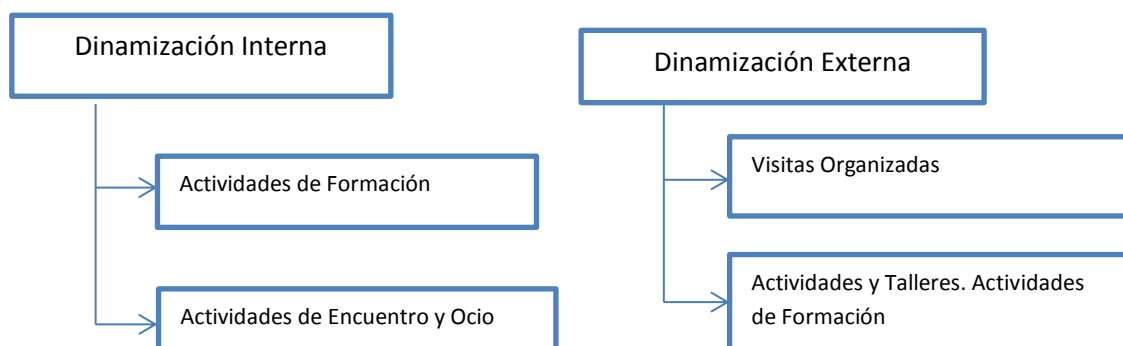 Dinamización Interna
Actividades de Formación
Actividades de Encuentro y Ocio
Dinamización Externa
Visitas Organizadas
Actividades y Talleres. Actividades
de Formación